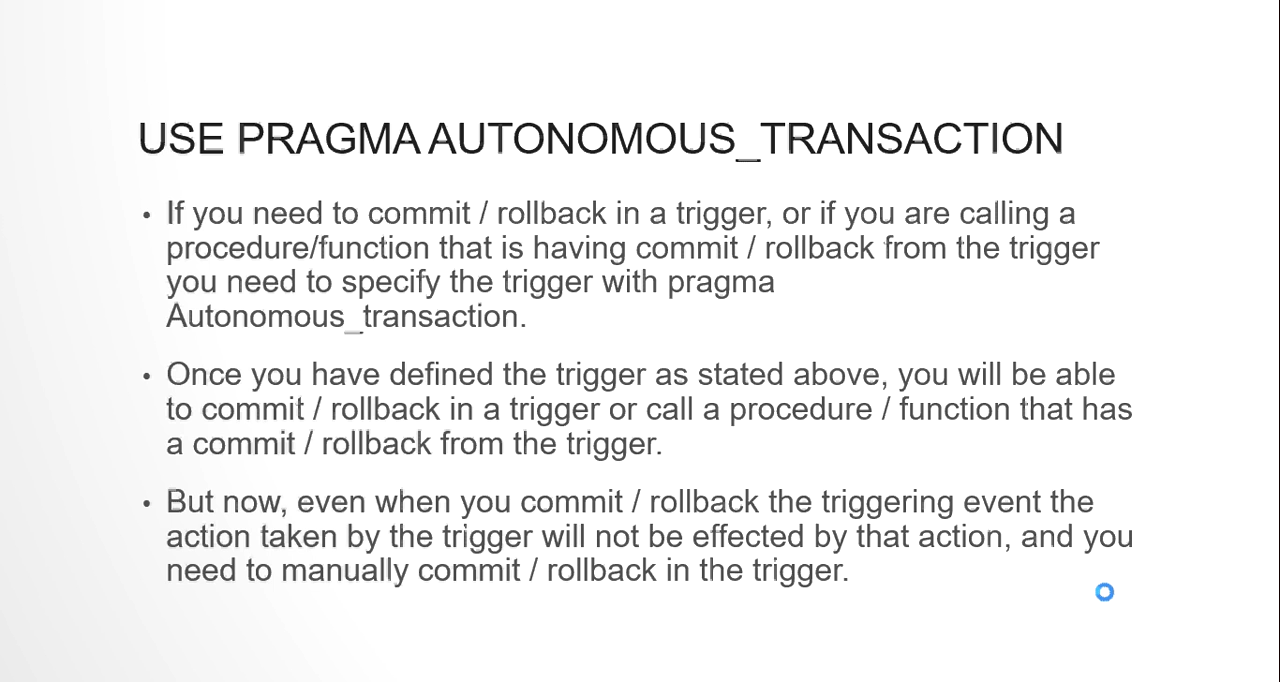 USE PRAGMA AUTONOMOUS_TRANSACTION
• If you need to commit / rollback in a trigger, or if you are calling a
procedure/function that is having commit / rollback from the trigger
you need to specify the trigger with pragma
Autonomous_transaction.
• Once you have defined the trigger as stated above, you will be able
to commit / rollback in a trigger or call a procedure / function that has
a commit / rollback from the trigger.
• But now, even when you commit / rollback the triggering event the
action taken by the trigger will not be effected by that action, and you
need to manually commit / rollback in the trigger.